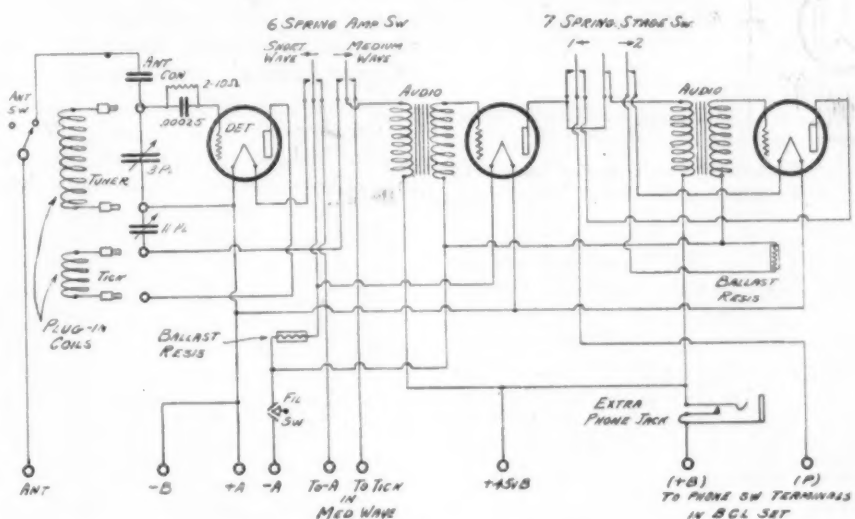 6 SPRING AMP SW
7 SPRING STAGE SW.
SHORT WAVE
MEDIUM WAVE
1
2
ANT CON
2-10Ω
.00025
ANT SW
DET
AUDIO
AUDIO
TUNER
3 PL
11 PL
TICK
PLUG-IN COILS
BALLAST RESIS
BALLAST RESIS
FIL SW
EXTRA PHONE JACK
ANT
-B
+A
-A
TO-A
TO TICK
IN
MED WAVE
+45VB
(+B)
(P)
TO PHONE SW TERMINALS
IN BCL SET